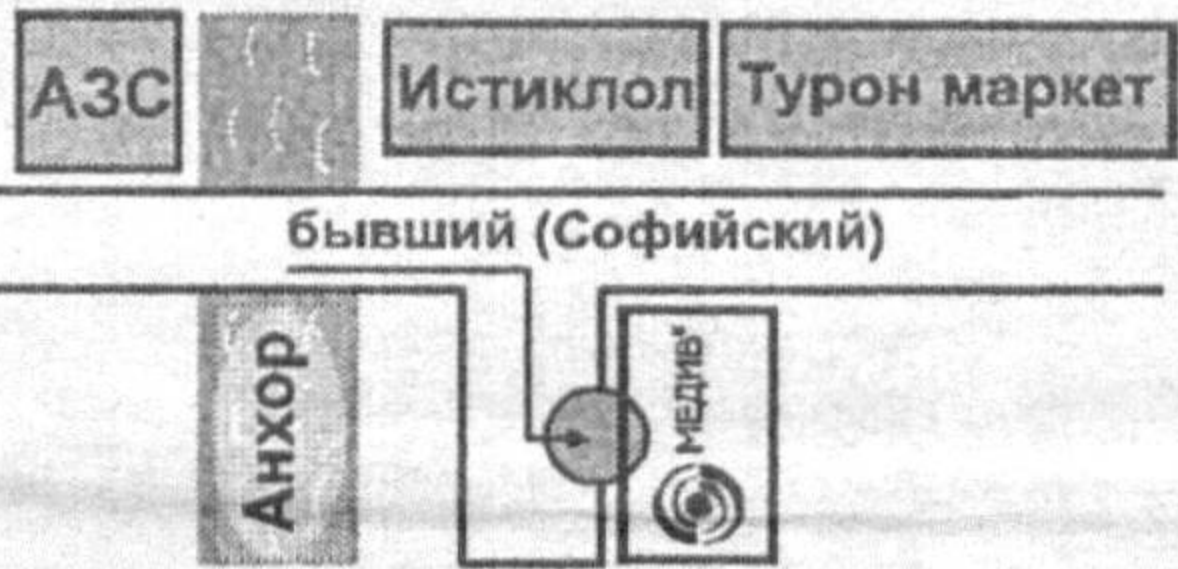 АЗС
Истиклол
Турон маркет
бывший (Софийский)
Анхор
МЕДИВ"